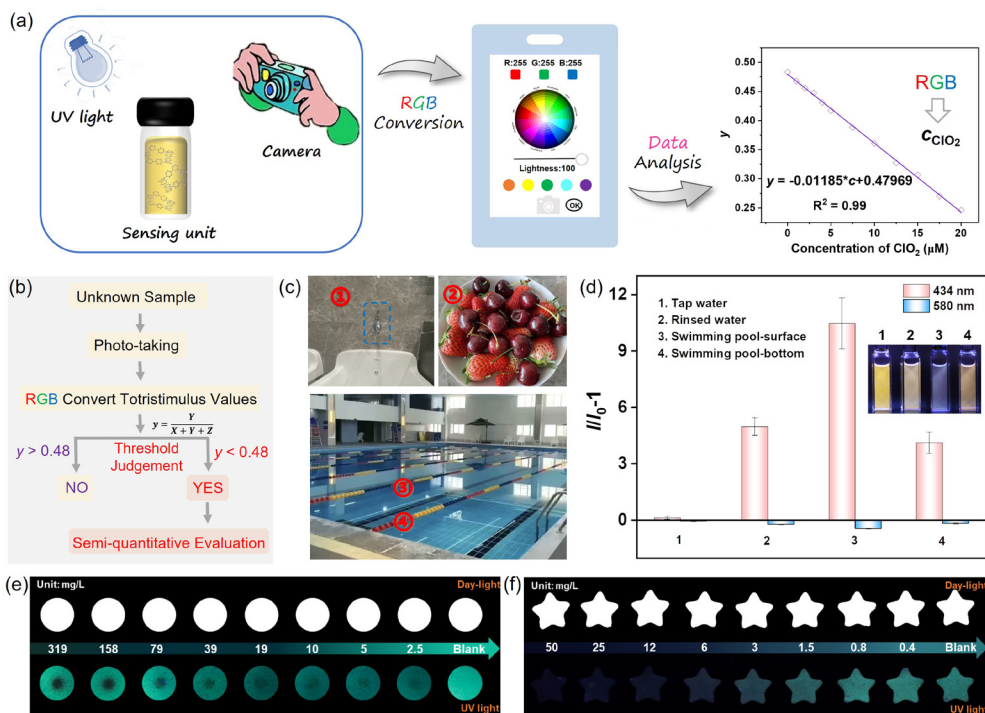 (a)
UV light
Sensing unit
Camera
RGB
Conversion
R:255 G:255 B:255
Lightness:100
OK
Data
Analysis
y
0.50
0.45
0.40
0.35
0.30
0.25
RGB
cClO₂
y = -0.01185*c+0.47969
R² = 0.99
0 5 10 15 20
Concentration of ClO₂ (μM)
(b)
Unknown Sample
Photo-taking
RGB Convert Totristimulus Values
y = Y / (X + Y + Z)
y > 0.48
Threshold
Judgement
y < 0.48
NO
YES
Semi-quantitative Evaluation
(c)
①
②
③
④
(d)
I/I₀-1
12
9
6
3
0
1. Tap water
2. Rinsed water
3. Swimming pool-surface
4. Swimming pool-bottom
434 nm
580 nm
1 2 3 4
1 2 3 4
(e)
Unit: mg/L
Day-light
319 158 79 39 19 10 5 2.5 Blank
UV light
(f)
Unit: mg/L
Day-light
50 25 12 6 3 1.5 0.8 0.4 Blank
UV light